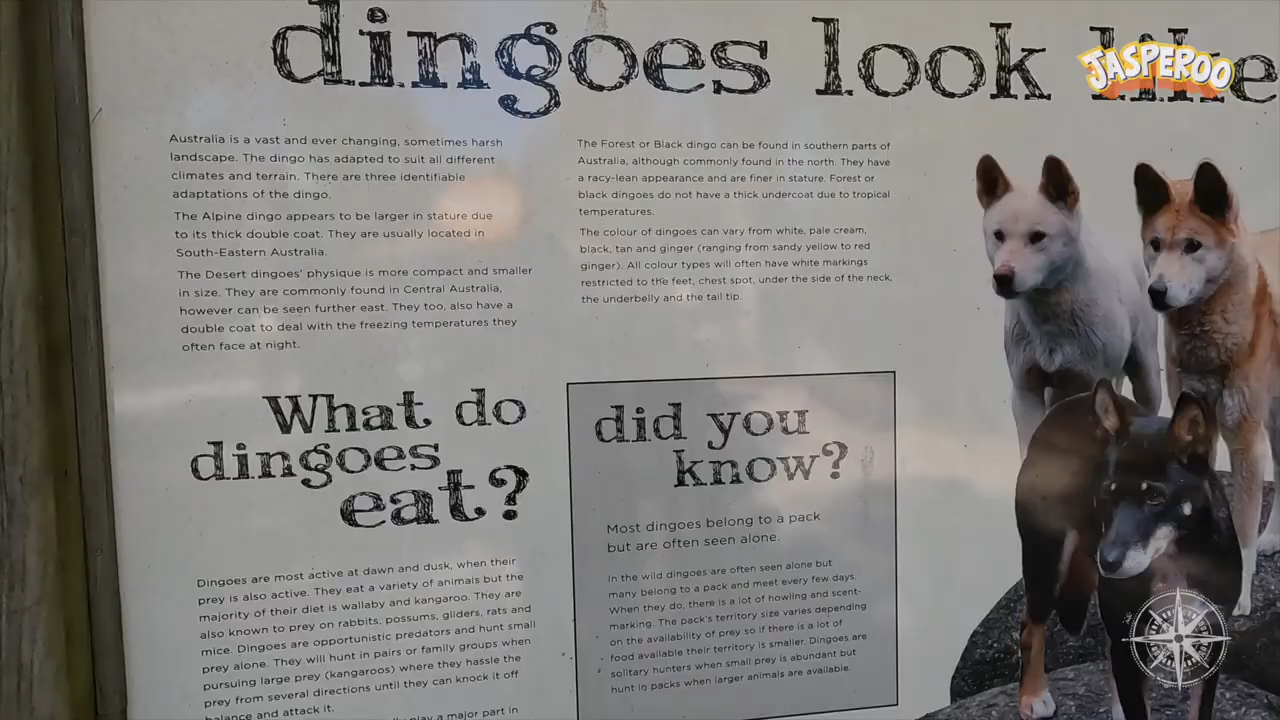 dingoes look like
JASPEROO
Australia is a vast and ever changing, sometimes harsh
landscape. The dingo has adapted to suit all different
climates and terrain. There are three identifiable
adaptations of the dingo.
The Alpine dingo appears to be larger in stature due
to its thick double coat. They are usually located in
South-Eastern Australia.
The Desert dingoes' physique is more compact and smaller
in size. They are commonly found in Central Australia,
however can be seen further east. They too, also have a
double coat to deal with the freezing temperatures they
often face at night.
The Forest or Black dingo can be found in southern parts of
Australia, although commonly found in the north. They have
a racy-lean appearance and are finer in stature. Forest or
black dingoes do not have a thick undercoat due to tropical
temperatures.
The colour of dingoes can vary from white, pale cream,
black, tan and ginger (ranging from sandy yellow to red
ginger). All colour types will often have white markings
restricted to the feet, chest spot, under the side of the neck,
the underbelly and the tail tip.
What do
dingoes
eat?
Dingoes are most active at dawn and dusk, when their
prey is also active. They eat a variety of animals but the
majority of their diet is wallaby and kangaroo. They are
also known to prey on rabbits, possums, gliders, rats and
mice. Dingoes are opportunistic predators and hunt small
prey alone. They will hunt in pairs or family groups when
pursuing large prey (kangaroos) where they hassle the
prey from several directions until they can knock it off
balance and attack it.
play a major part in
did you
know?
Most dingoes belong to a pack
but are often seen alone.
In the wild dingoes are often seen alone but
many belong to a pack and meet every few days.
When they do, there is a lot of howling and scent-
marking. The pack's territory size varies depending
on the availability of prey so if there is a lot of
food available their territory is smaller. Dingoes are
solitary hunters when small prey is abundant but
hunt in packs when larger animals are available.